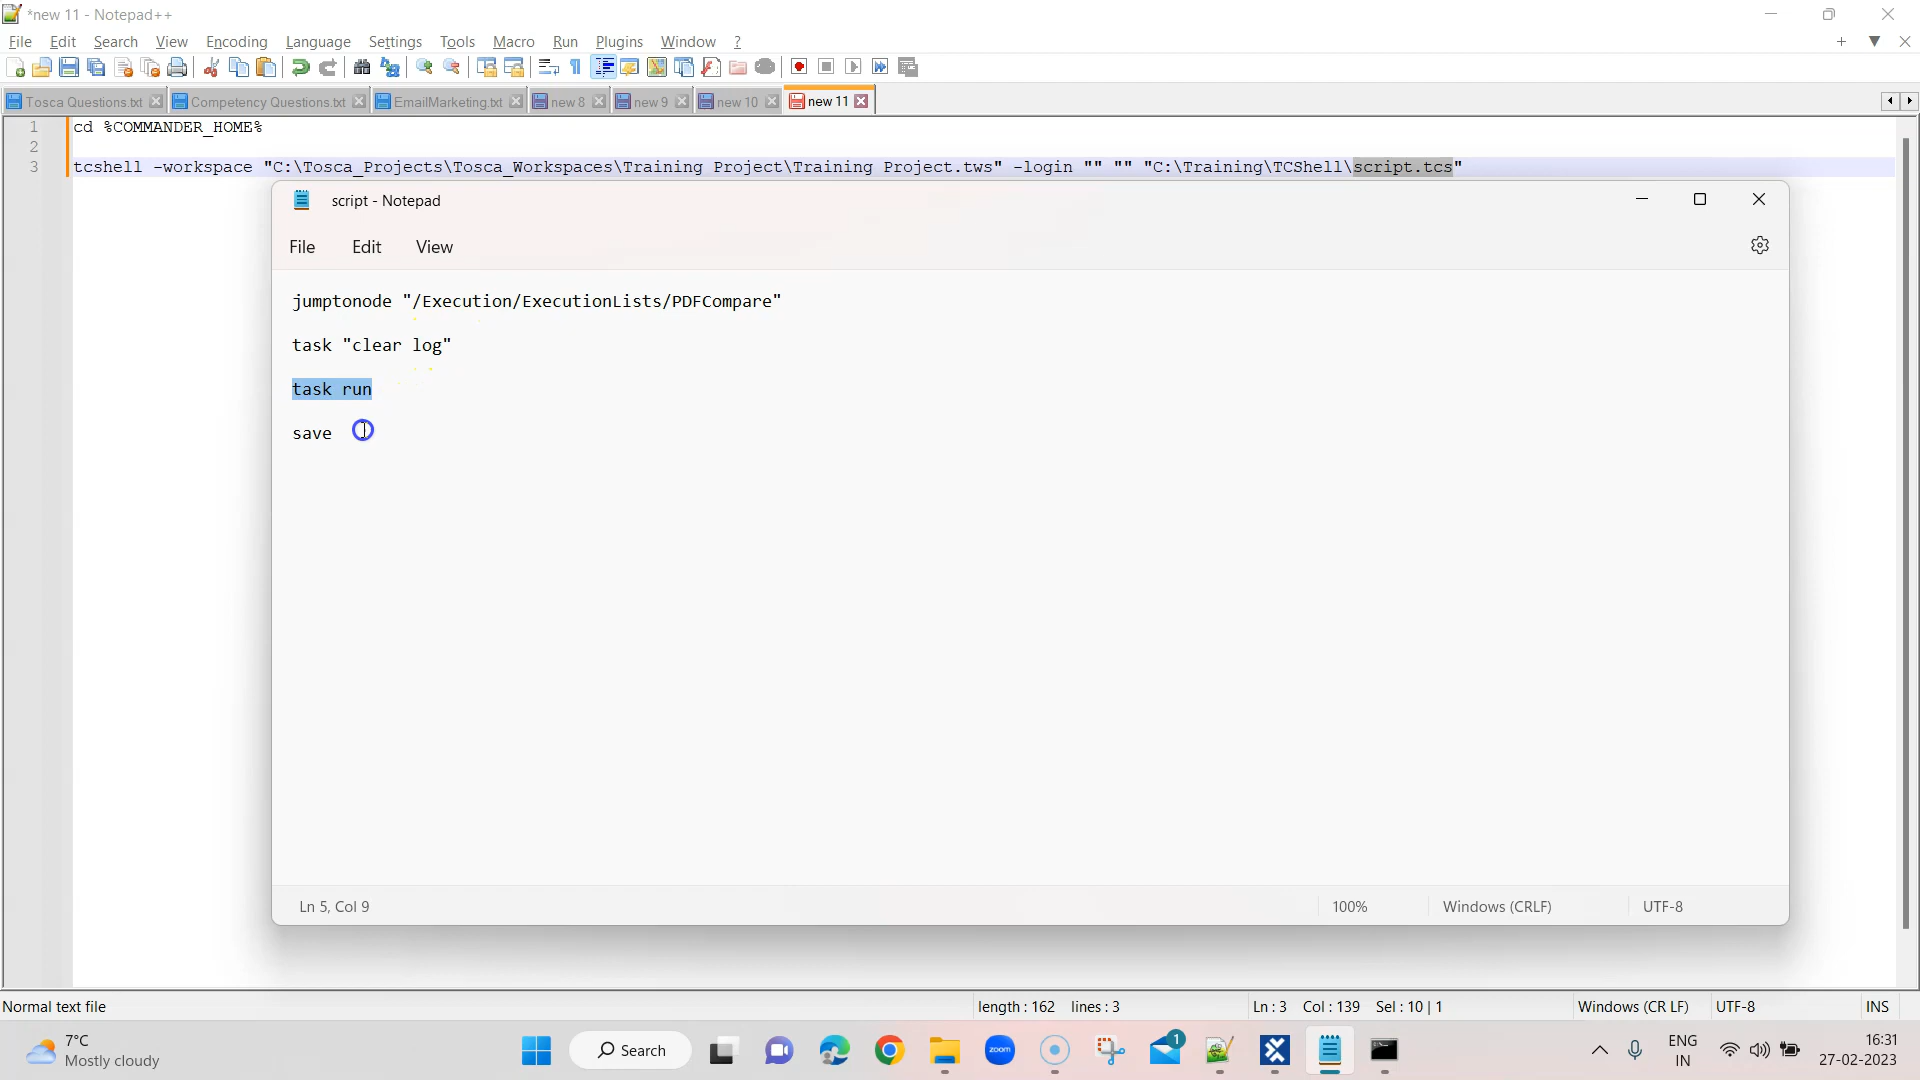 *new 11 - Notepad++
File Edit Search View Encoding Language Settings Tools Macro Run Plugins Window ?
Tosca Questions.txt Competency Questions.txt EmailMarketing.txt new 8 new 9 new 10 new 11
1 cd %COMMANDER_HOME%
2
3 tcshell -workspace "C:\Tosca_Projects\Tosca_Workspaces\Training Project\Training Project.tws" -login "" "" "C:\Training\TCShell\script.tcs"
script - Notepad
File Edit View
jumptonode "/Execution/ExecutionLists/PDFCompare"
task "clear log"
task run
save
Ln 5, Col 9 100% Windows (CRLF) UTF-8
Normal text file length : 162 lines : 3 Ln : 3 Col : 139 Sel : 10 | 1 Windows (CR LF) UTF-8 INS
7°C
Mostly cloudy
Search
zoom
1
ENG
IN
16:31
27-02-2023